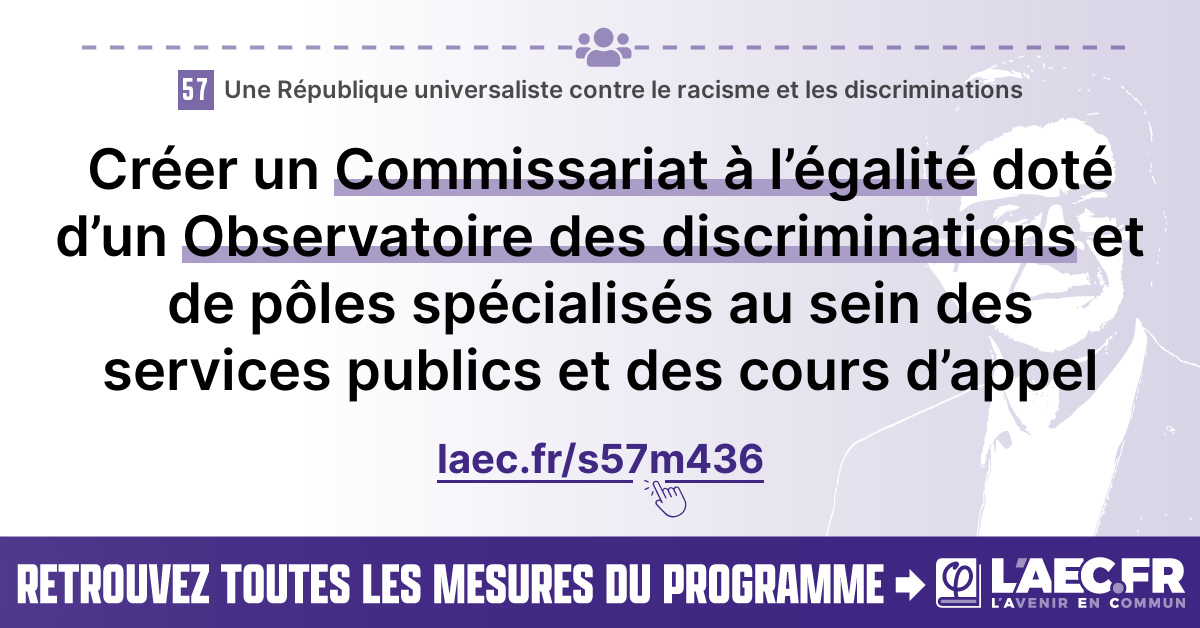 57 Une République universaliste contre le racisme et les discriminations
Créer un Commissariat à l’égalité doté
d’un Observatoire des discriminations et
de pôles spécialisés au sein des
services publics et des cours d’appel
laec.fr/s57m436
RETROUVEZ TOUTES LES MESURES DU PROGRAMME
φ L'AEC.FR
L'AVENIR EN COMMUN